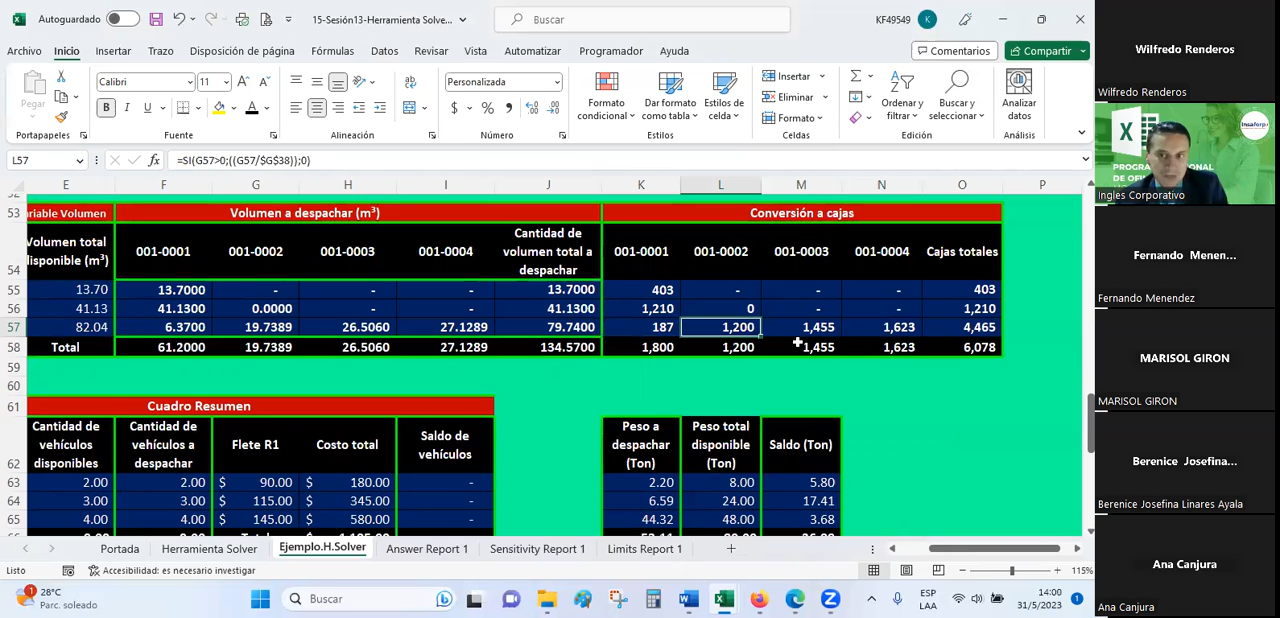 Autoguardado
15-Sesión13-Herramienta Solve...
Buscar
KF49549
Archivo Inicio Insertar Trazo Disposición de página Fórmulas Datos Revisar Vista Automatizar Programador Ayuda
Comentarios
Compartir
Pegar
Calibri
11
N
Personalizada
Formato condicional
Dar formato como tabla
Estilos de celda
Insertar
Eliminar
Formato
Ordenar y filtrar
Buscar y seleccionar
Analizar datos
Portapapeles
Fuente
Alineación
Número
Estilos
Celdas
Edición
Análisis
L57
=SI(G57>0;((G57/$G$38));0)
E F G H I J K L M N O P
53 riable Volumen Volumen a despachar (m³) Conversión a cajas
54 Volumen total disponible (m³) 001-0001 001-0002 001-0003 001-0004 Cantidad de volumen total a despachar 001-0001 001-0002 001-0003 001-0004 Cajas totales
55 13.70 13.7000 - - - 13.7000 403 - - - 403
56 41.13 41.1300 0.0000 - - 41.1300 1,210 0 - - 1,210
57 82.04 6.3700 19.7389 26.5060 27.1289 79.7400 187 1,200 1,455 1,623 4,465
58 Total 61.2000 19.7389 26.5060 27.1289 134.5700 1,800 1,200 1,455 1,623 6,078
59
60
61 Cuadro Resumen
62 Cantidad de vehículos disponibles Cantidad de vehículos a despachar Flete R1 Costo total Saldo de vehículos Peso a despachar (Ton) Peso total disponible (Ton) Saldo (Ton)
63 2.00 2.00 $ 90.00 $ 180.00 - 2.20 8.00 5.80
64 3.00 3.00 $ 115.00 $ 345.00 - 6.59 24.00 17.41
65 4.00 4.00 $ 145.00 $ 580.00 - 44.32 48.00 3.68
Portada Herramienta Solver Ejemplo.H.Solver Answer Report 1 Sensitivity Report 1 Limits Report 1
Listo
Accesibilidad: es necesario investigar
115%
28°C
Parc. soleado
Buscar
ESP
LAA
14:00
31/5/2023
1
Wilfredo Renderos
Wilfredo Renderos
Ingles Corporativo
Fernando Menen...
Fernando Menendez
MARISOL GIRON
MARISOL GIRON
Berenice Josefina...
Berenice Josefina Linares Ayala
Ana Canjura
Ana Canjura